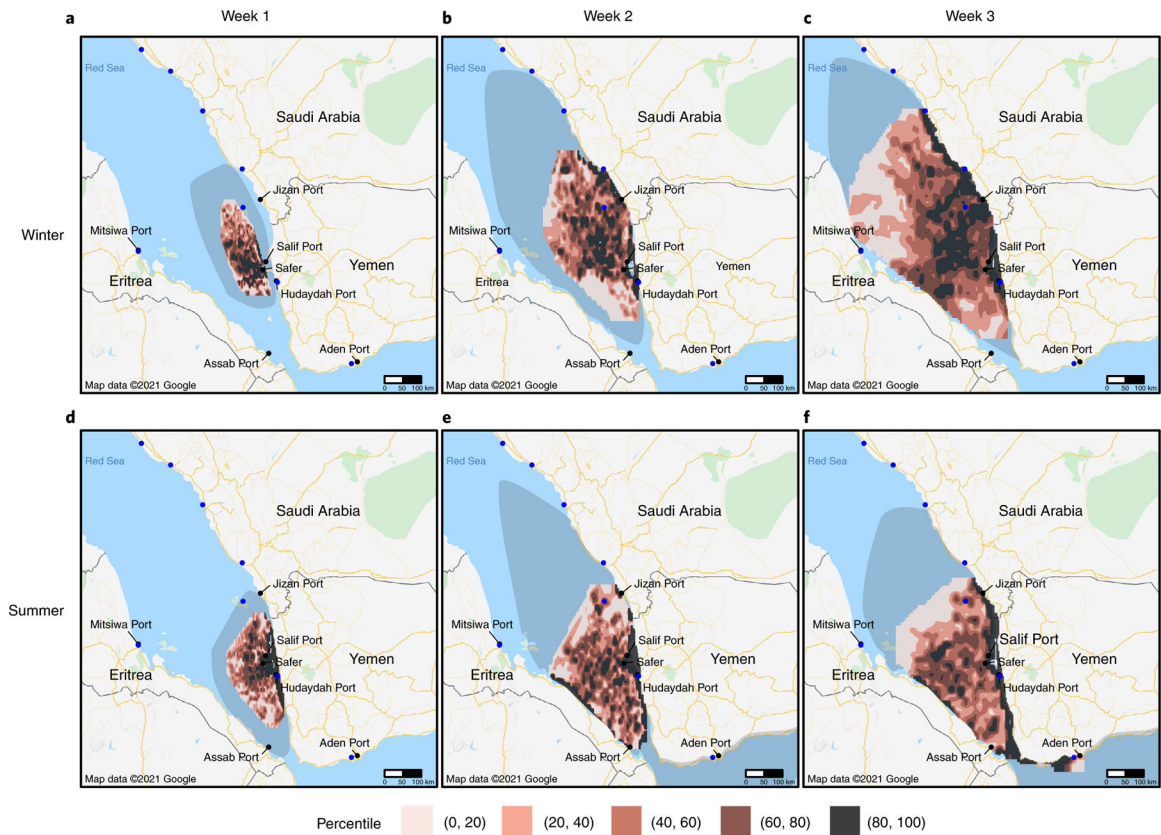 a Week 1
b Week 2
c Week 3
Winter
Red Sea
Saudi Arabia
Jizan Port
Mitsiwa Port
Salif Port
Safer
Yemen
Eritrea
Hudaydah Port
Assab Port
Aden Port
Map data ©2021 Google
0 50 100 km
Red Sea
Saudi Arabia
Jizan Port
Mitsiwa Port
Salif Port
Safer
Yemen
Eritrea
Hudaydah Port
Assab Port
Aden Port
Map data ©2021 Google
0 50 100 km
Red Sea
Saudi Arabia
Jizan Port
Mitsiwa Port
Salif Port
Safer
Yemen
Eritrea
Hudaydah Port
Assab Port
Aden Port
Map data ©2021 Google
0 50 100 km
d
e
f
Summer
Red Sea
Saudi Arabia
Jizan Port
Mitsiwa Port
Salif Port
Safer
Yemen
Eritrea
Hudaydah Port
Assab Port
Aden Port
Map data ©2021 Google
0 50 100 km
Red Sea
Saudi Arabia
Jizan Port
Mitsiwa Port
Salif Port
Safer
Yemen
Eritrea
Hudaydah Port
Assab Port
Aden Port
Map data ©2021 Google
0 50 100 km
Red Sea
Saudi Arabia
Jizan Port
Mitsiwa Port
Salif Port
Safer
Yemen
Eritrea
Hudaydah Port
Assab Port
Aden Port
Map data ©2021 Google
0 50 100 km
Percentile (0, 20) (20, 40) (40, 60) (60, 80) (80, 100)